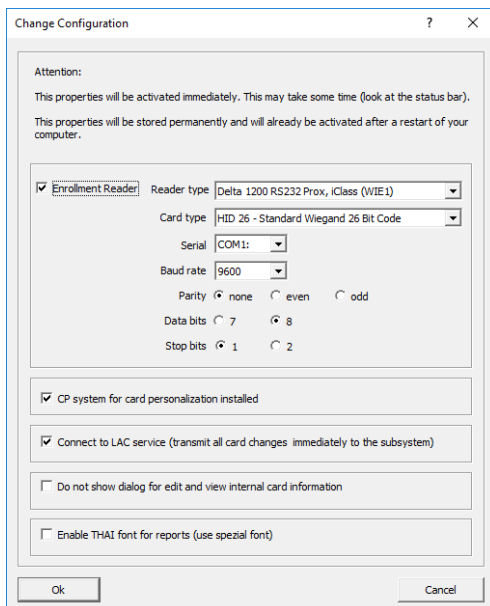 Change Configuration ? ×
Attention:
This properties will be activated immediately. This may take some time (look at the status bar).
This properties will be stored permanently and will already be activated after a restart of your
computer.
Enrollment Reader Reader type Delta 1200 RS232 Prox, iClass (WIE1)
Card type HID 26 - Standard Wiegand 26 Bit Code
Serial COM1:
Baud rate 9600
Parity none even odd
Data bits 7 8
Stop bits 1 2
CP system for card personalization installed
Connect to LAC service (transmit all card changes immediately to the subsystem)
Do not show dialog for edit and view internal card information
Enable THAI font for reports (use spezial font)
Ok Cancel